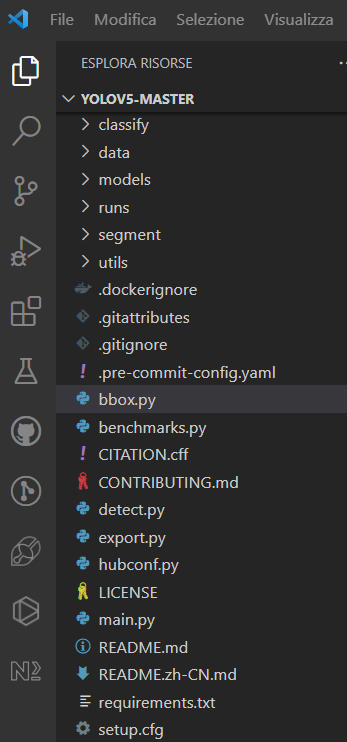 File Modifica Selezione Visualizza
ESPLORA RISORSE
YOLOV5-MASTER
classify
data
models
runs
segment
utils
.dockerignore
.gitattributes
.gitignore
.pre-commit-config.yaml
bbox.py
benchmarks.py
CITATION.cff
CONTRIBUTING.md
detect.py
export.py
hubconf.py
LICENSE
main.py
README.md
README.zh-CN.md
requirements.txt
setup.cfg